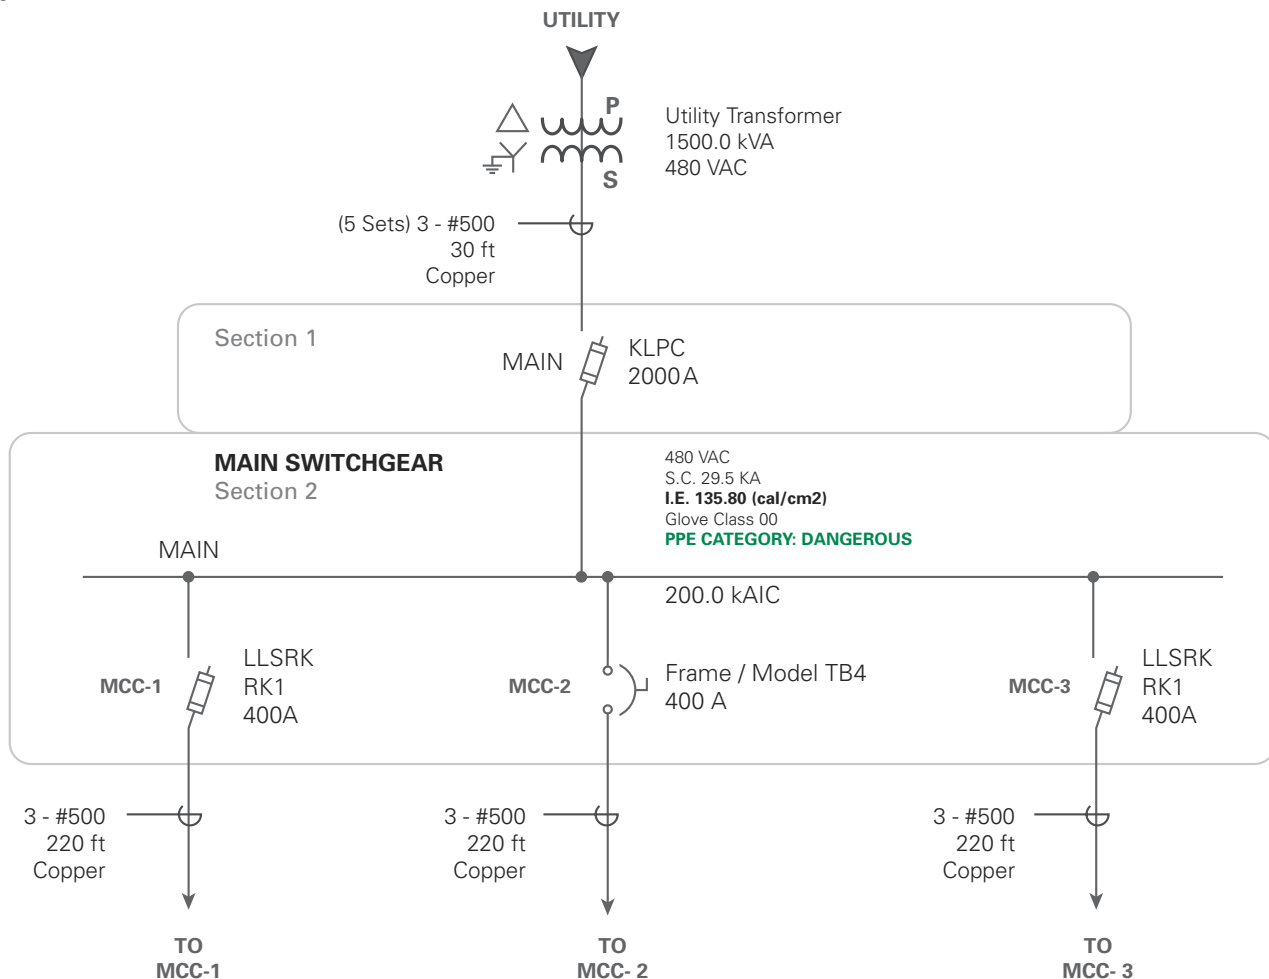 UTILITY
P
Utility Transformer
1500.0 kVA
480 VAC
S
(5 Sets) 3 - #500
30 ft
Copper
Section 1
MAIN
KLPC
2000A
MAIN SWITCHGEAR
Section 2
480 VAC
S.C. 29.5 KA
I.E. 135.80 (cal/cm2)
Glove Class 00
PPE CATEGORY: DANGEROUS
MAIN
200.0 kAIC
MCC-1
LLSRK
RK1
400A
MCC-2
Frame / Model TB4
400 A
MCC-3
LLSRK
RK1
400A
3 - #500
220 ft
Copper
3 - #500
220 ft
Copper
3 - #500
220 ft
Copper
TO
MCC-1
TO
MCC- 2
TO
MCC- 3